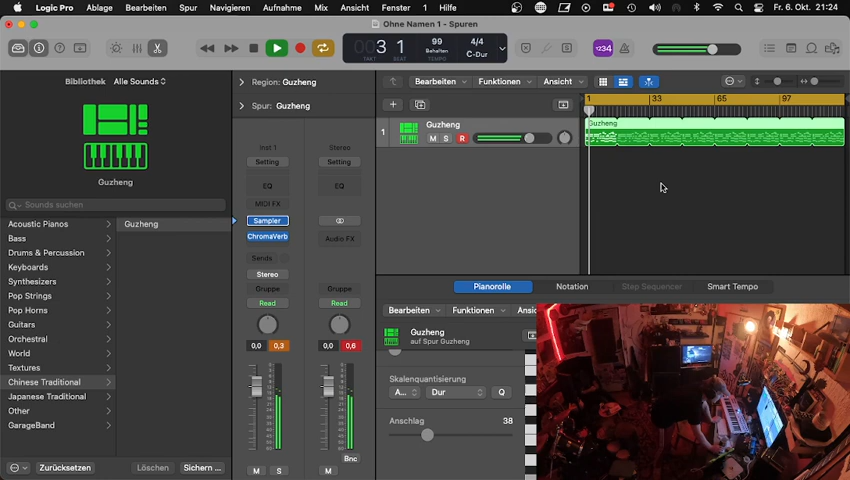 Logic Pro Ablage Bearbeiten Spur Navigieren Aufnahme Mix Ansicht Fenster 1 Hilfe Fr. 6. Okt. 21:24
Ohne Namen 1 - Spuren
003 1 99 4/4
TAKT BEAT Behalten TEMPO C-Dur
1234
Bibliothek Alle Sounds
Guzheng
Sounds suchen
Acoustic Pianos
Bass
Drums & Percussion
Keyboards
Synthesizers
Pop Strings
Pop Horns
Guitars
Orchestral
World
Textures
Chinese Traditional
Japanese Traditional
Other
GarageBand
Guzheng
Zurücksetzen Löschen Sichern ...
Region: Guzheng
Spur: Guzheng
Inst 1 Stereo
Setting Setting
EQ EQ
MIDI FX
Sampler
ChromaVerb Audio FX
Sends
Stereo
Gruppe Gruppe
Read Read
0,0 0,3 0,0 0,6
Bnc
M S M
Bearbeiten Funktionen Ansicht
1 33 65 97
1 Guzheng
M S R
Guzheng
Pianorolle Notation Step Sequencer Smart Tempo
Bearbeiten Funktionen Ansi
Guzheng
auf Spur Guzheng
Skalenquantisierung
A... Dur Q
Anschlag 38